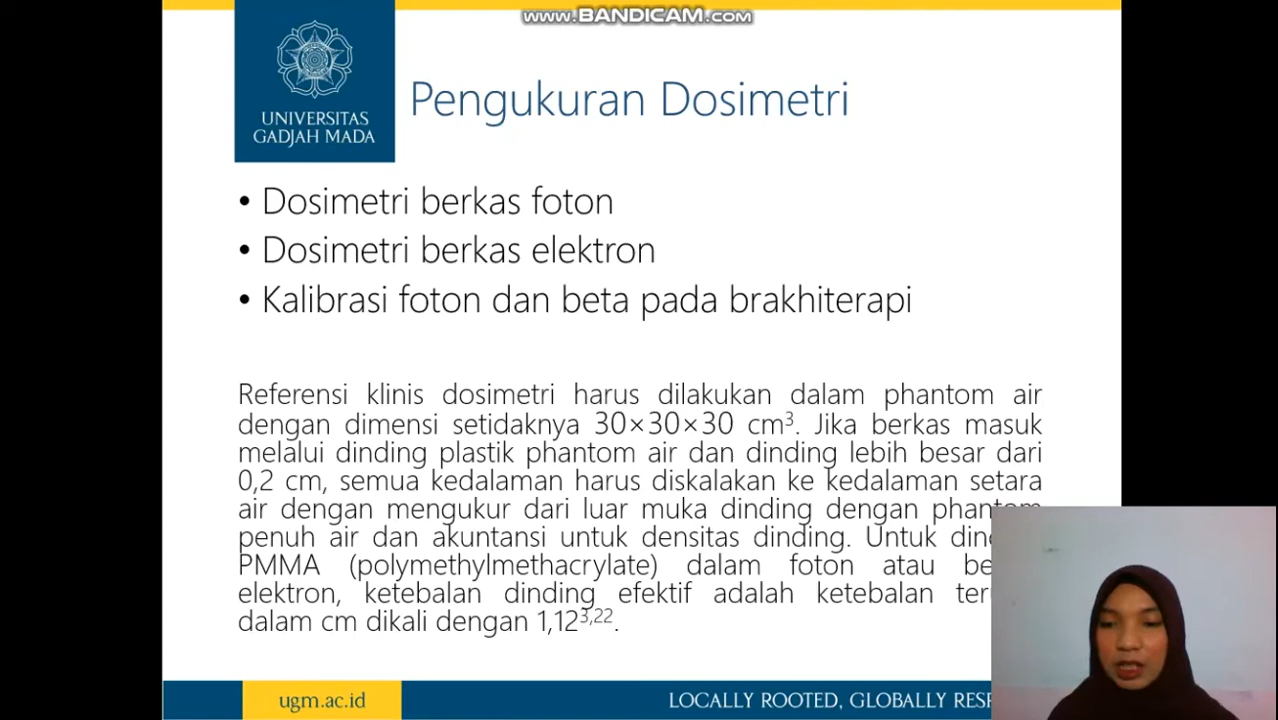 www.BANDICAM.com
UNIVERSITAS
GADJAH MADA
Pengukuran Dosimetri
• Dosimetri berkas foton
• Dosimetri berkas elektron
• Kalibrasi foton dan beta pada brakhiterapi
Referensi klinis dosimetri harus dilakukan dalam phantom air
dengan dimensi setidaknya 30×30×30 cm³. Jika berkas masuk
melalui dinding plastik phantom air dan dinding lebih besar dari
0,2 cm, semua kedalaman harus diskalakan ke kedalaman setara
air dengan mengukur dari luar muka dinding dengan phantom
penuh air dan akuntansi untuk densitas dinding. Untuk
PMMA (polymethylmethacrylate) dalam foton atau
elektron, ketebalan dinding efektif adalah ketebalan
dalam cm dikali dengan 1,12³,²².
ugm.ac.id
LOCALLY ROOTED, GLOBALLY